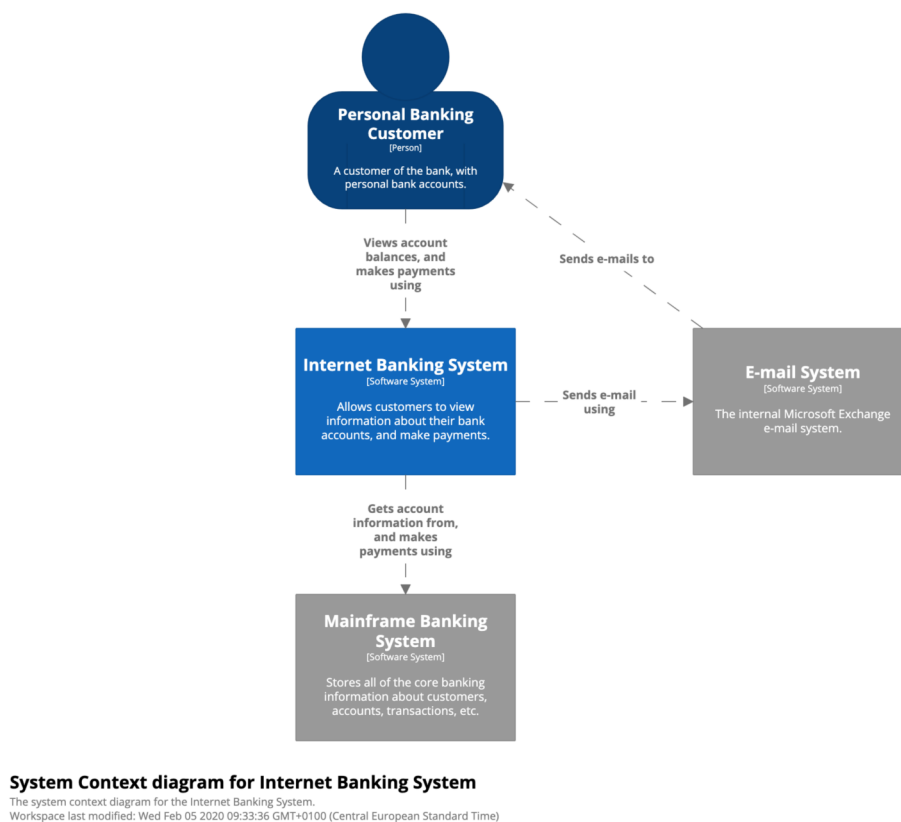 Personal Banking
Customer
[Person]
A customer of the bank, with
personal bank accounts.
Views account
balances, and
makes payments
using
Sends e-mails to
Internet Banking System
[Software System]
Allows customers to view
information about their bank
accounts, and make payments.
Sends e-mail
using
E-mail System
[Software System]
The internal Microsoft Exchange
e-mail system.
Gets account
information from,
and makes
payments using
Mainframe Banking
System
[Software System]
Stores all of the core banking
information about customers,
accounts, transactions, etc.
System Context diagram for Internet Banking System
The system context diagram for the Internet Banking System.
Workspace last modified: Wed Feb 05 2020 09:33:36 GMT+0100 (Central European Standard Time)